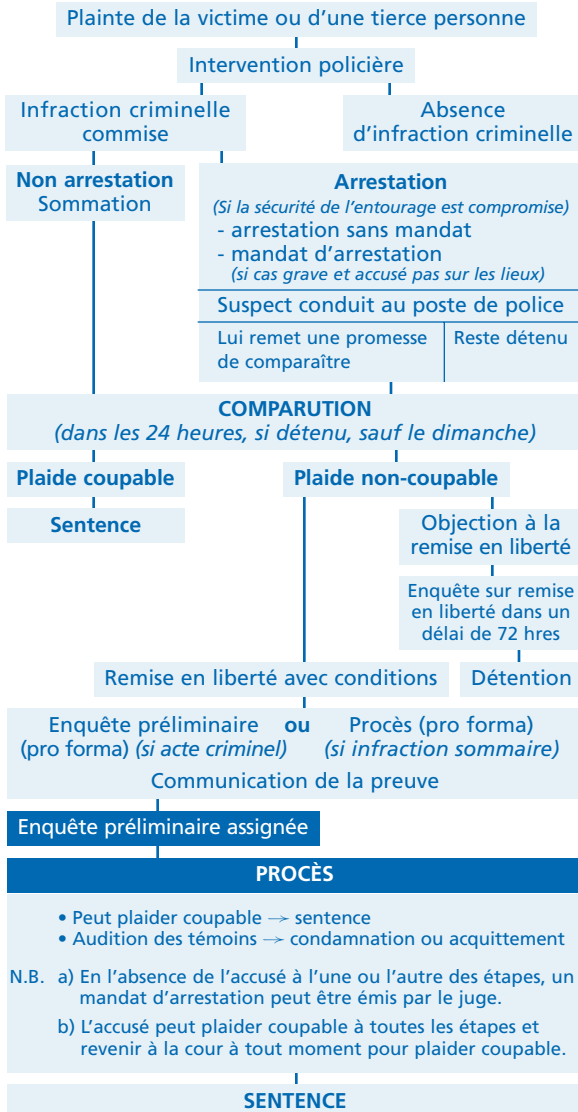 Plainte de la victime ou d'une tierce personne
Intervention policière
Infraction criminelle
commise
Absence
d'infraction criminelle
Non arrestation
Sommation
Arrestation
(Si la sécurité de l'entourage est compromise)
- arrestation sans mandat
- mandat d'arrestation
(si cas grave et accusé pas sur les lieux)
Suspect conduit au poste de police
Lui remet une promesse
de comparaître
Reste détenu
COMPARUTION
(dans les 24 heures, si détenu, sauf le dimanche)
Plaide coupable
Plaide non-coupable
Sentence
Objection à la
remise en liberté
Enquête sur remise
en liberté dans un
délai de 72 hres
Remise en liberté avec conditions
Détention
Enquête préliminaire ou Procès (pro forma)
(pro forma) (si acte criminel) (si infraction sommaire)
Communication de la preuve
Enquête préliminaire assignée
PROCÈS
• Peut plaider coupable → sentence
• Audition des témoins → condamnation ou acquittement
N.B. a) En l'absence de l'accusé à l'une ou l'autre des étapes, un
mandat d'arrestation peut être émis par le juge.
b) L'accusé peut plaider coupable à toutes les étapes et
revenir à la cour à tout moment pour plaider coupable.
SENTENCE